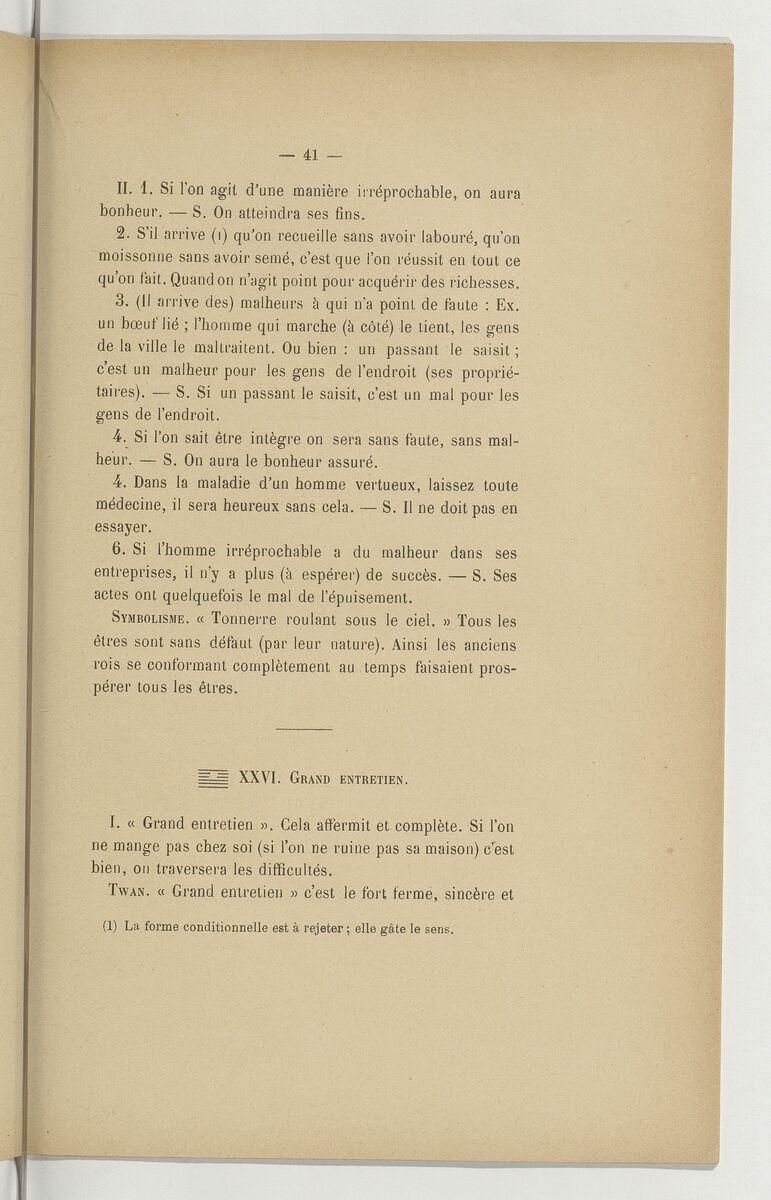 — 41 —
II. 1. Si l'on agit d'une manière irréprochable, on aura
bonheur. — S. On atteindra ses fins.
2. S'il arrive (1) qu'on recueille sans avoir labouré, qu'on
moissonne sans avoir semé, c'est que l'on réussit en tout ce
qu'on fait. Quand on n'agit point pour acquérir des richesses.
3. (Il arrive des) malheurs à qui n'a point de faute : Ex.
un bœuf lié ; l'homme qui marche (à côté) le tient, les gens
de la ville le maltraitent. Ou bien : un passant le saisit ;
c'est un malheur pour les gens de l'endroit (ses proprié-
taires). — S. Si un passant le saisit, c'est un mal pour les
gens de l'endroit.
4. Si l'on sait être intègre on sera sans faute, sans mal-
heur. — S. On aura le bonheur assuré.
4. Dans la maladie d'un homme vertueux, laissez toute
médecine, il sera heureux sans cela. — S. Il ne doit pas en
essayer.
6. Si l'homme irréprochable a du malheur dans ses
entreprises, il n'y a plus (à espérer) de succès. — S. Ses
actes ont quelquefois le mal de l'épuisement.
SYMBOLISME. « Tonnerre roulant sous le ciel. » Tous les
êtres sont sans défaut (par leur nature). Ainsi les anciens
rois se conformant complètement au temps faisaient pros-
pérer tous les êtres.
XXVI. GRAND ENTRETIEN.
I. « Grand entretien ». Cela affermit et complète. Si l'on
ne mange pas chez soi (si l'on ne ruine pas sa maison) c'est
bien, on traversera les difficultés.
TWAN. « Grand entretien » c'est le fort ferme, sincère et
(1) La forme conditionnelle est à rejeter ; elle gâte le sens.